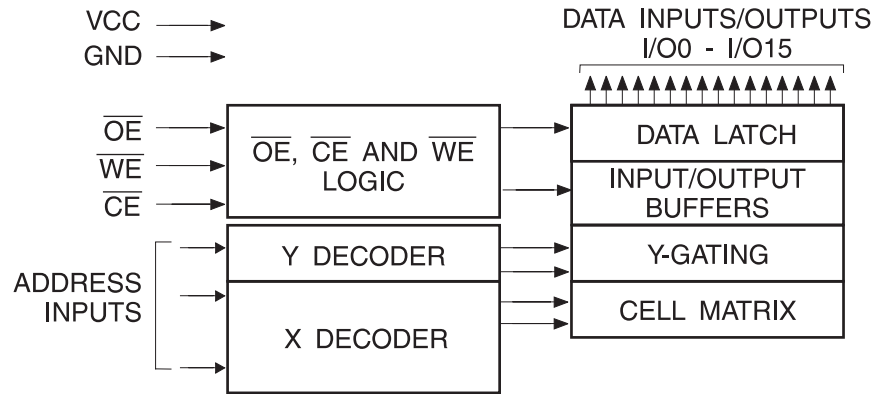 VCC
GND
DATA INPUTS/OUTPUTS
I/O0 - I/O15
OE
WE
CE
OE, CE AND WE
LOGIC
DATA LATCH
INPUT/OUTPUT
BUFFERS
ADDRESS
INPUTS
Y DECODER
Y-GATING
X DECODER
CELL MATRIX